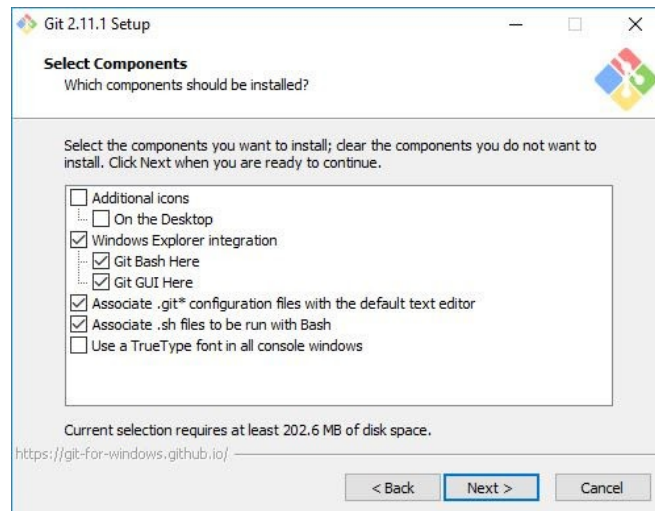 Git 2.11.1 Setup
Select Components
Which components should be installed?
Select the components you want to install; clear the components you do not want to
install. Click Next when you are ready to continue.
Additional icons
On the Desktop
Windows Explorer integration
Git Bash Here
Git GUI Here
Associate .git* configuration files with the default text editor
Associate .sh files to be run with Bash
Use a TrueType font in all console windows
Current selection requires at least 202.6 MB of disk space.
https://git-for-windows.github.io/
< Back
Next >
Cancel